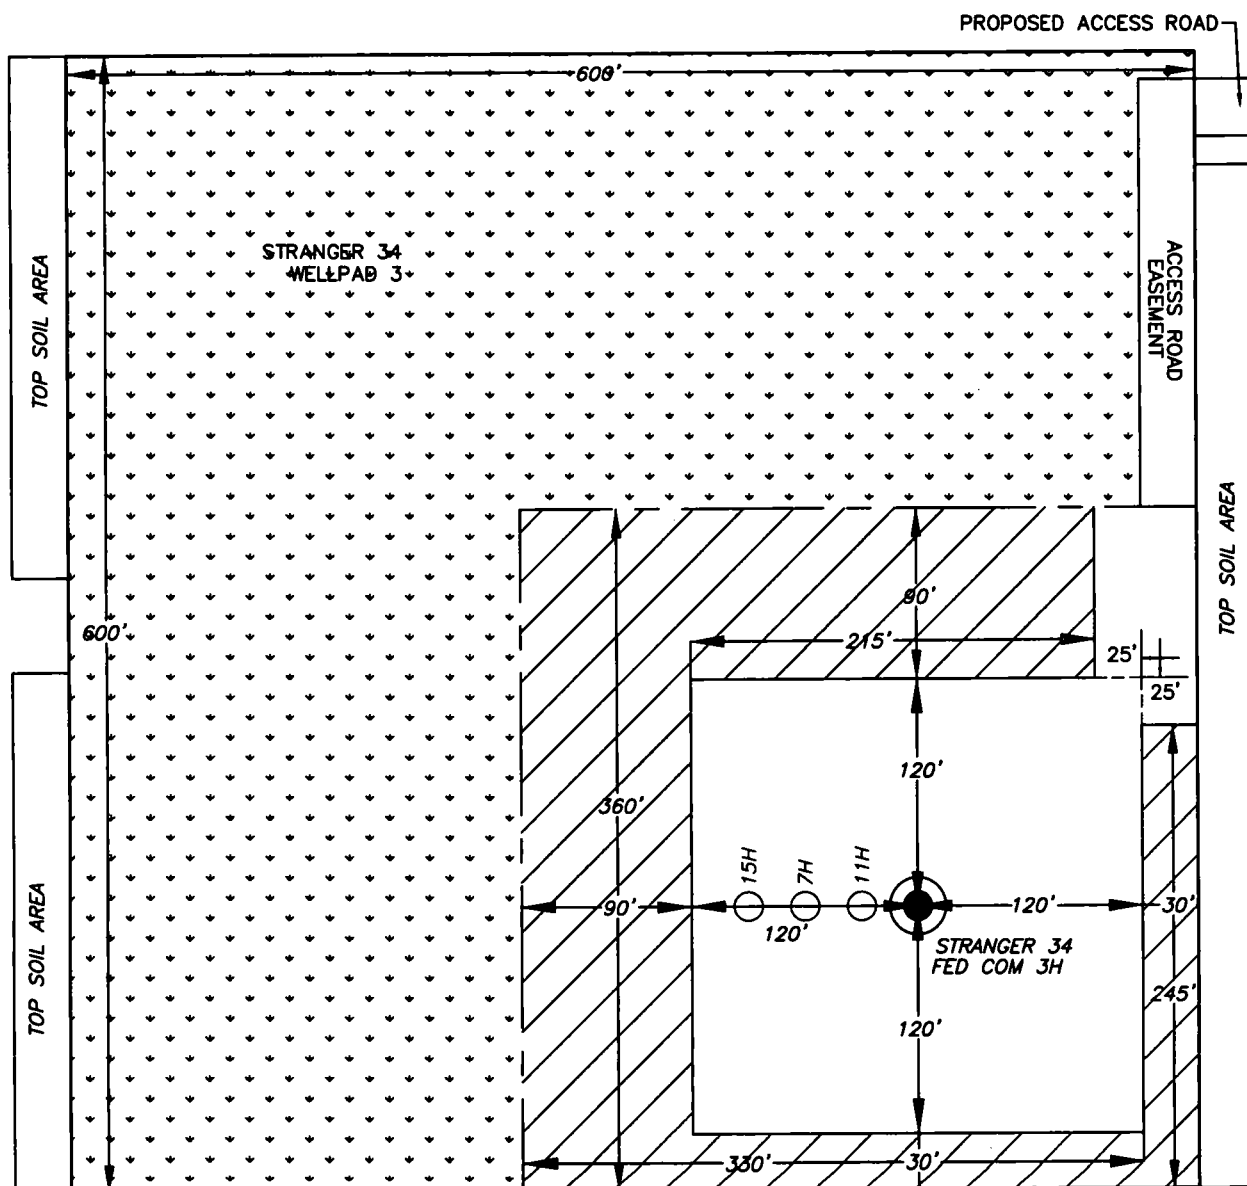 PROPOSED ACCESS ROAD
600'
STRANGER 34
WELLPAD 3
TOP SOIL AREA
ACCESS ROAD
EASEMENT
TOP SOIL AREA
600'
90'
215'
25'
25'
120'
360'
15H
7H
11H
90'
120'
120'
30'
STRANGER 34
FED COM 3H
TOP SOIL AREA
245'
120'
330'
30'